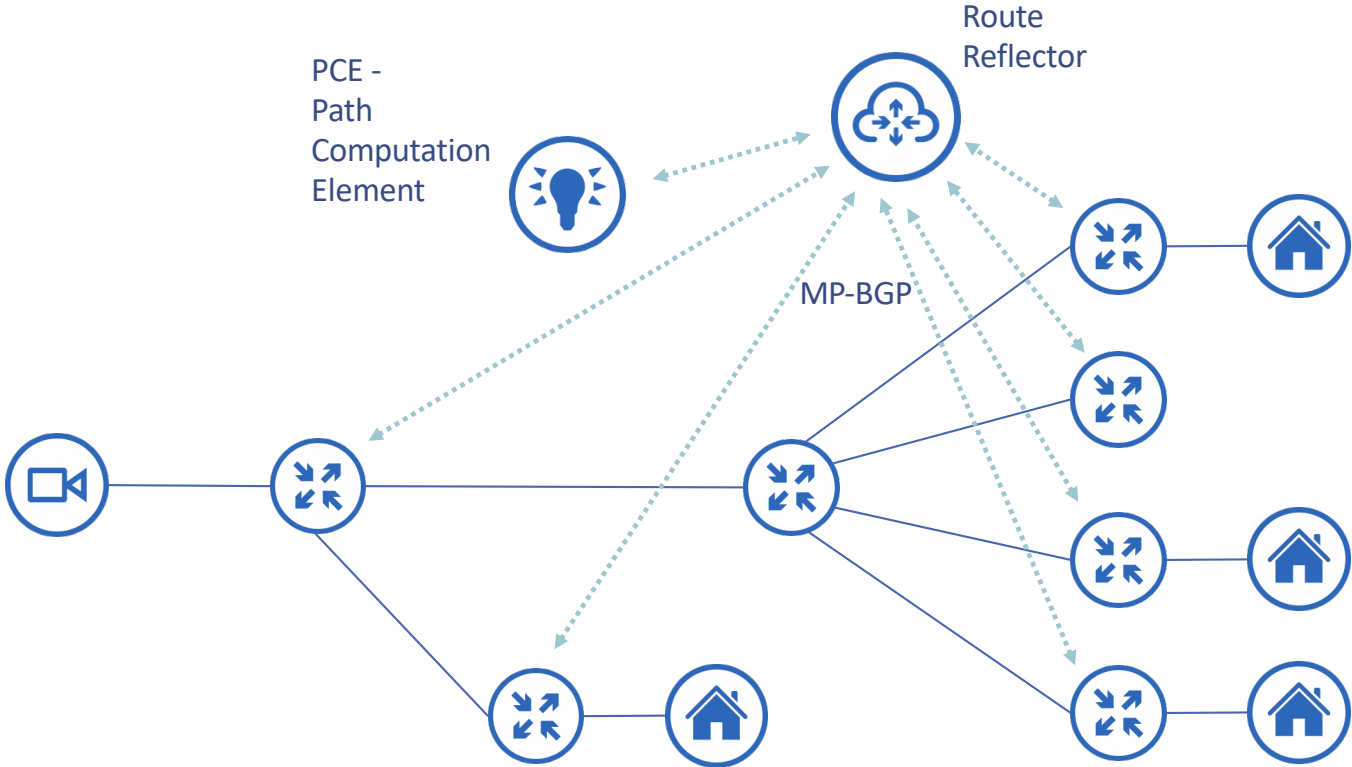 Route
Reflector
PCE -
Path
Computation
Element
MP-BGP